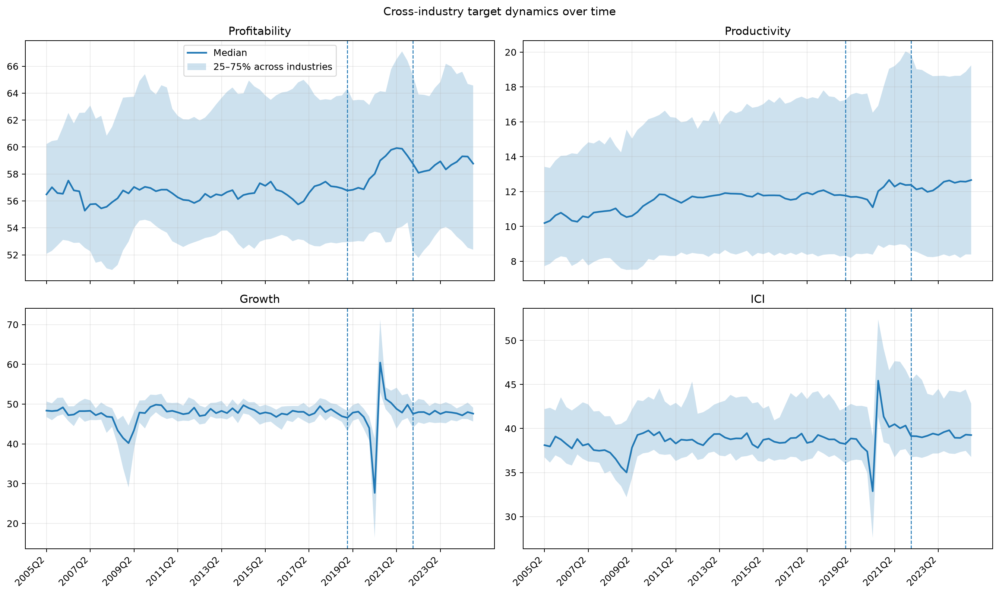 Cross-industry target dynamics over time
Profitability
Median
25–75% across industries
66
64
62
60
58
56
54
52
Productivity
20
18
16
14
12
10
8
Growth
70
60
50
40
30
20
2005Q2
2007Q2
2009Q2
2011Q2
2013Q2
2015Q2
2017Q2
2019Q2
2021Q2
2023Q2
ICI
50
45
40
35
30
2005Q2
2007Q2
2009Q2
2011Q2
2013Q2
2015Q2
2017Q2
2019Q2
2021Q2
2023Q2